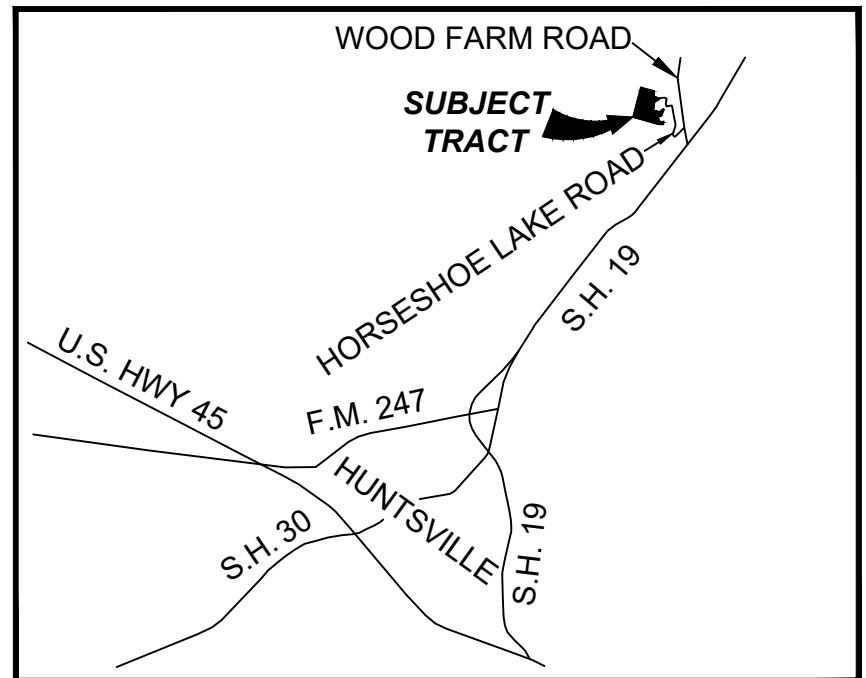 WOOD FARM ROAD
SUBJECT
TRACT
HORSESHOE LAKE ROAD
S.H. 19
U.S. HWY 45
F.M. 247
HUNTSVILLE
S.H. 30
S.H. 19